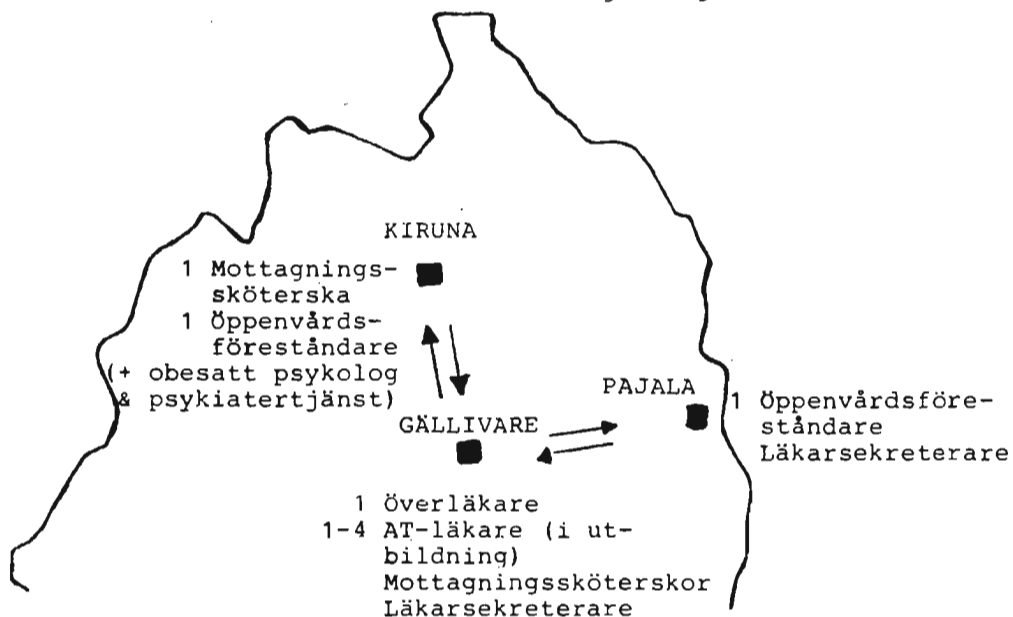 KIRUNA
1 Mottagnings-
sköterska
1 Öppenvårds-
föreståndare
(+ obesatt psykolog
& psykiatertjänst)
PAJALA
1 Öppenvårdsföre-
ståndare
Läkarsekreterare
GÄLLIVARE
1 Överläkare
1-4 AT-läkare (i ut-
bildning)
Mottagningssköterskor
Läkarsekreterare